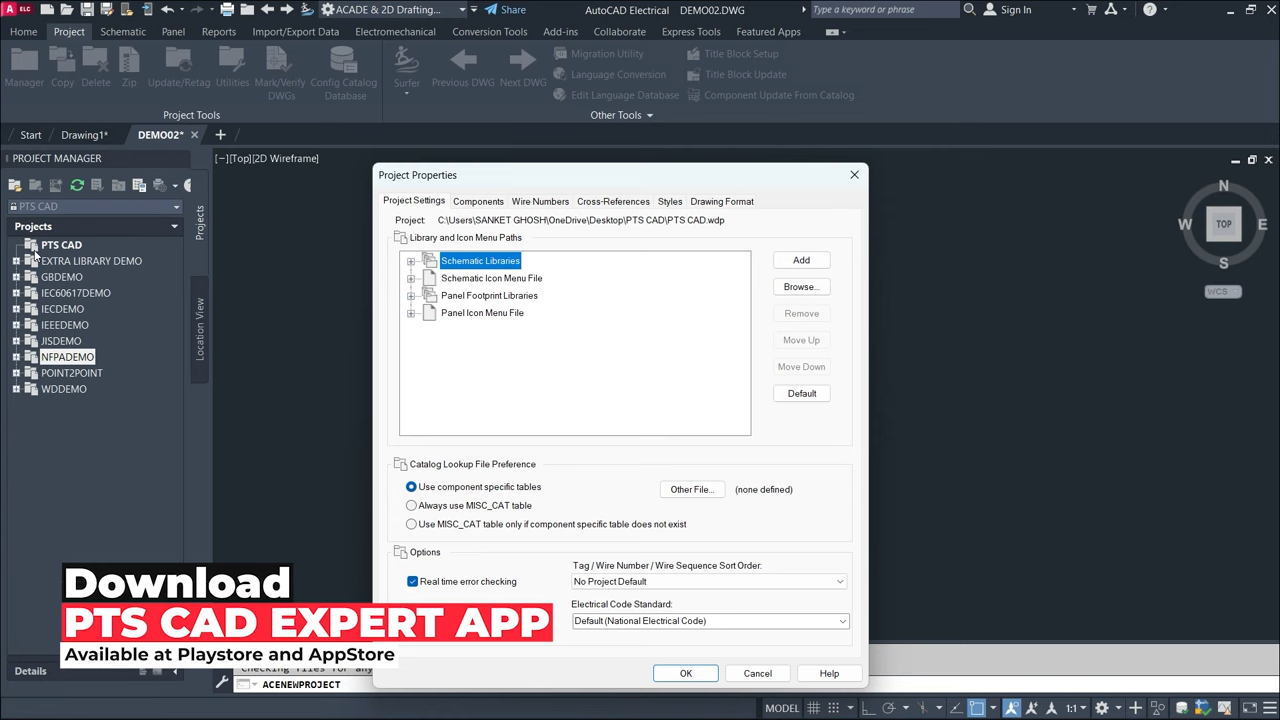 ELC
ACADE & 2D Drafting...
Share
AutoCAD Electrical DEMO02.DWG
Type a keyword or phrase
Sign In
Home Project Schematic Panel Reports Import/Export Data Electromechanical Conversion Tools Add-ins Collaborate Express Tools Featured Apps
Manager Copy Delete Zip Update/Retag Utilities Mark/Verify DWGs Config Catalog Database
Surfer Previous DWG Next DWG
Migration Utility Title Block Setup
Language Conversion Title Block Update
Edit Language Database Component Update From Catalog
Project Tools Other Tools
Start Drawing1* DEMO02*
PROJECT MANAGER
[−][Top][2D Wireframe]
PTS CAD
Projects
PTS CAD
EXTRA LIBRARY DEMO
GBDEMO
IEC60617DEMO
IECDEMO
IEEEDEMO
JISDEMO
NFPADEMO
POINT2POINT
WDDEMO
Projects
Location View
Details
Project Properties
Project Settings Components Wire Numbers Cross-References Styles Drawing Format
Project: C:\Users\SANKET GHOSH\OneDrive\Desktop\PTS CAD\PTS CAD.wdp
Library and Icon Menu Paths
Schematic Libraries
Schematic Icon Menu File
Panel Footprint Libraries
Panel Icon Menu File
Add
Browse...
Remove
Move Up
Move Down
Default
Catalog Lookup File Preference
Use component specific tables
Always use MISC_CAT table
Use MISC_CAT table only if component specific table does not exist
Other File... (none defined)
Options
Real time error checking
Tag / Wire Number / Wire Sequence Sort Order:
No Project Default
Electrical Code Standard:
Default (National Electrical Code)
OK Cancel Help
N
W TOP E
S
WCS
Download
PTS CAD EXPERT APP
Available at Playstore and AppStore
ACENEWPROJECT
MODEL
1:1